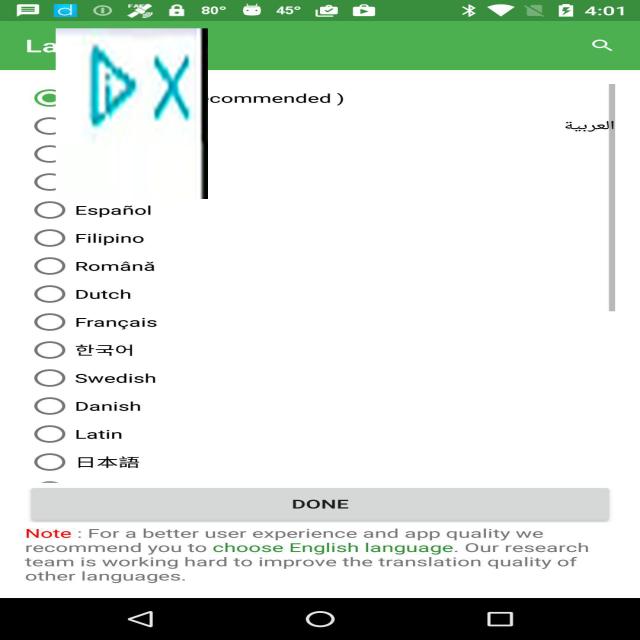 80° 45° 4:01
La
commended )
العربية
Español
Filipino
Română
Dutch
Français
한국어
Swedish
Danish
Latin
日本語
DONE
Note : For a better user experience and app quality we
recommend you to choose English language. Our research
team is working hard to improve the translation quality of
other languages.